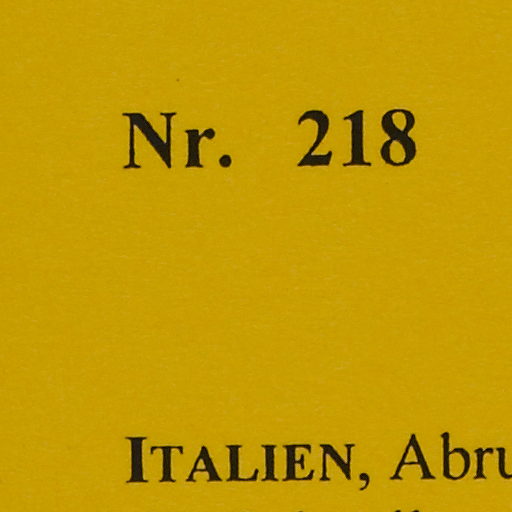 Nr. 218
ITALIEN, Abru